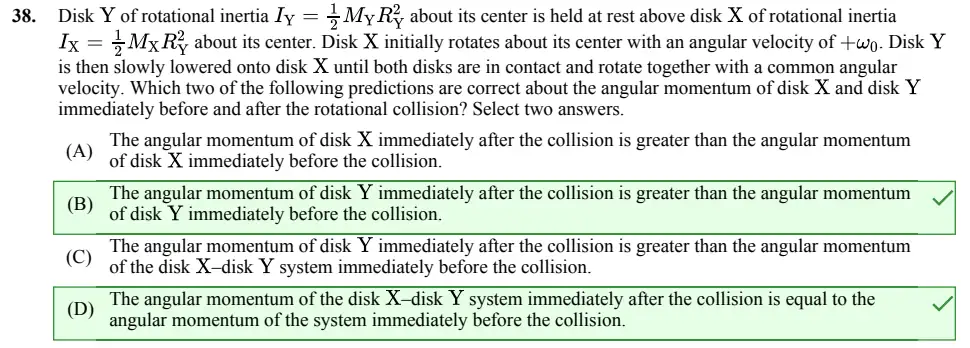 38. Disk Y of rotational inertia I_Y = ½ M_Y R_Y² about its center is held at rest above disk X of rotational inertia
I_X = ½ M_X R_Y² about its center. Disk X initially rotates about its center with an angular velocity of +ω₀. Disk Y
is then slowly lowered onto disk X until both disks are in contact and rotate together with a common angular
velocity. Which two of the following predictions are correct about the angular momentum of disk X and disk Y
immediately before and after the rotational collision? Select two answers.
(A) The angular momentum of disk X immediately after the collision is greater than the angular momentum
of disk X immediately before the collision.
(B) The angular momentum of disk Y immediately after the collision is greater than the angular momentum
of disk Y immediately before the collision.
(C) The angular momentum of disk Y immediately after the collision is greater than the angular momentum
of the disk X–disk Y system immediately before the collision.
(D) The angular momentum of the disk X–disk Y system immediately after the collision is equal to the
angular momentum of the system immediately before the collision.